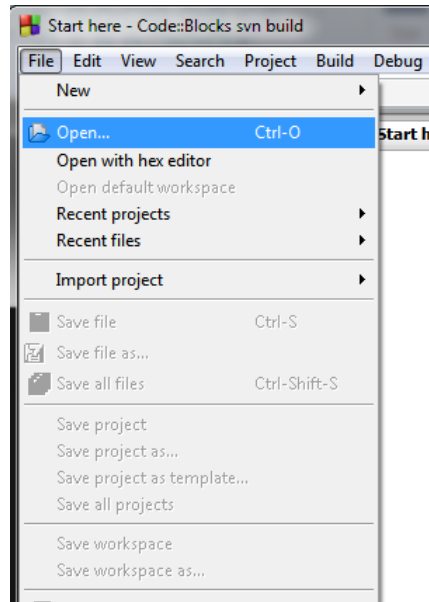 Start here - Code::Blocks svn build
File Edit View Search Project Build Debug
New
Open... Ctrl-O
Start h
Open with hex editor
Open default workspace
Recent projects
Recent files
Import project
Save file Ctrl-S
Save file as...
Save all files Ctrl-Shift-S
Save project
Save project as...
Save project as template...
Save all projects
Save workspace
Save workspace as...